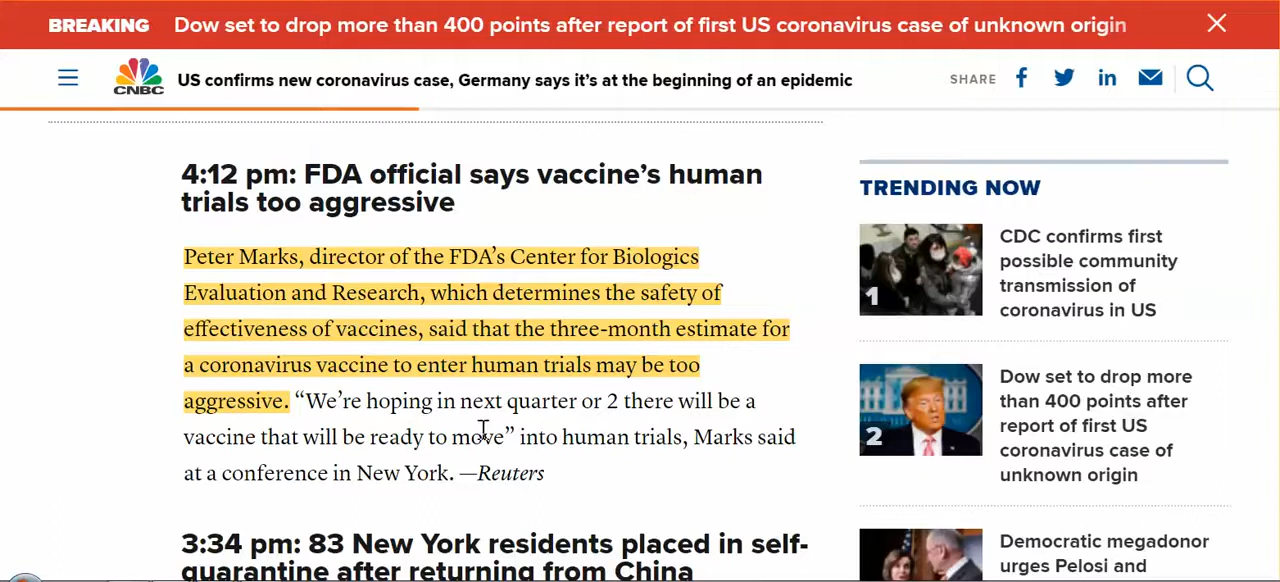 BREAKING Dow set to drop more than 400 points after report of first US coronavirus case of unknown origin
CNBC
US confirms new coronavirus case, Germany says it's at the beginning of an epidemic
SHARE
4:12 pm: FDA official says vaccine's human
trials too aggressive
Peter Marks, director of the FDA's Center for Biologics
Evaluation and Research, which determines the safety of
effectiveness of vaccines, said that the three-month estimate for
a coronavirus vaccine to enter human trials may be too
aggressive. “We're hoping in next quarter or 2 there will be a
vaccine that will be ready to move” into human trials, Marks said
at a conference in New York. —Reuters
3:34 pm: 83 New York residents placed in self-
quarantine after returning from China
TRENDING NOW
1
CDC confirms first
possible community
transmission of
coronavirus in US
2
Dow set to drop more
than 400 points after
report of first US
coronavirus case of
unknown origin
Democratic megadonor
urges Pelosi and